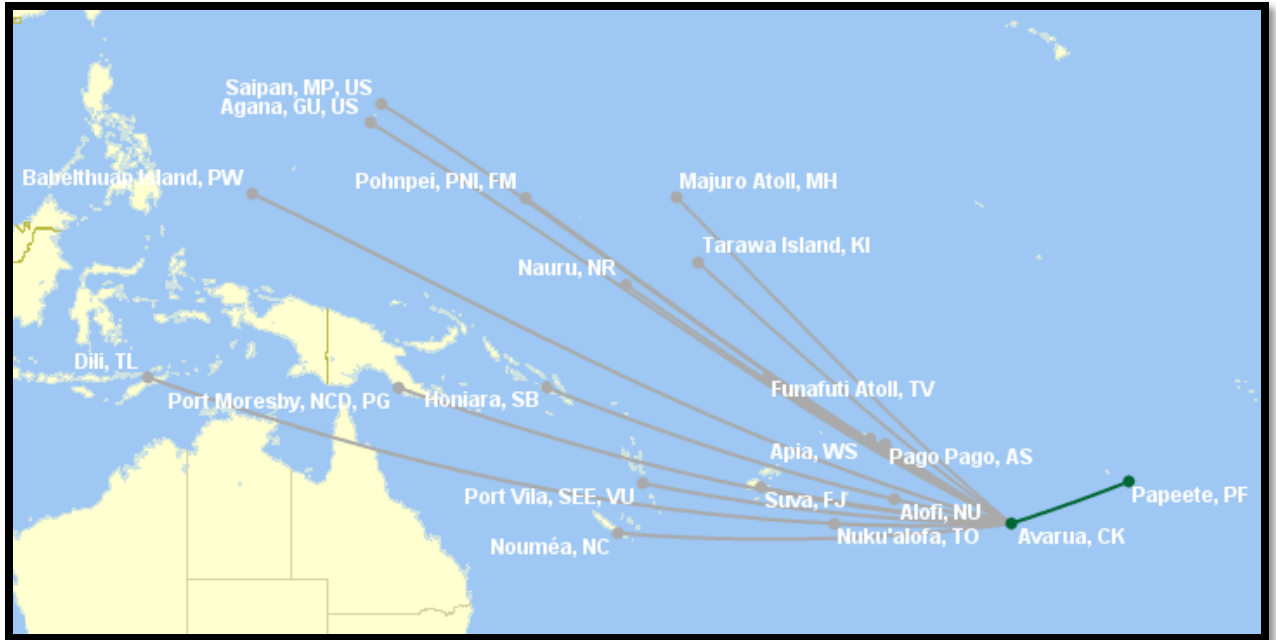 Saipan, MP, US
Agana, GU, US
Babelthuap Island, PW
Pohnpei, PNI, FM
Majuro Atoll, MH
Tarawa Island, KI
Nauru, NR
Dili, TL
Port Moresby, NCD, PG
Honiara, SB
Funafuti Atoll, TV
Apia, WS
Pago Pago, AS
Port Vila, SEE, VU
Suva, FJ
Alofi, NU
Papeete, PF
Nouméa, NC
Nuku'alofa, TO
Avarua, CK